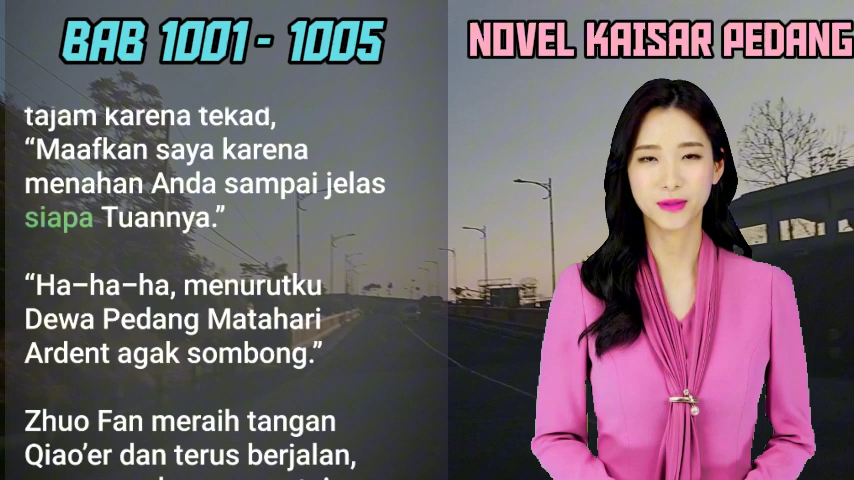 BAB 1001 - 1005
NOVEL KAISAR PEDANG
tajam karena tekad,
“Maafkan saya karena
menahan Anda sampai jelas
siapa Tuannya.”
“Ha–ha–ha, menurutku
Dewa Pedang Matahari
Ardent agak sombong.”
Zhuo Fan meraih tangan
Qiao’er dan terus berjalan,